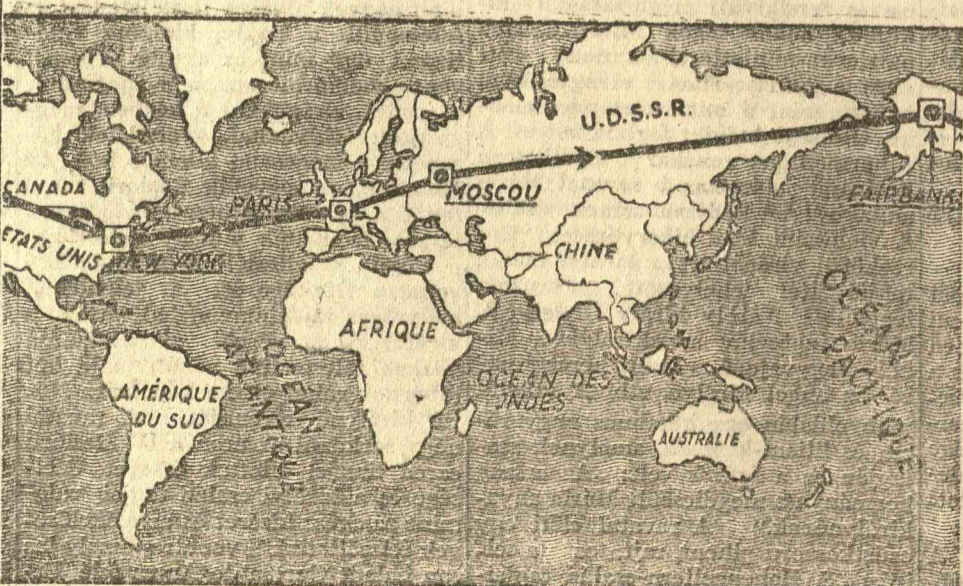 U.D.S.S.R.
CANADA
PARIS
MOSCOU
FAIRBANKS
ETATS UNIS
NEW YORK
CHINE
AFRIQUE
OCÉAN
PACIFIQUE
OCÉAN
ATLANTIQUE
OCÉAN DES
INDES
AMÉRIQUE
DU SUD
AUSTRALIE